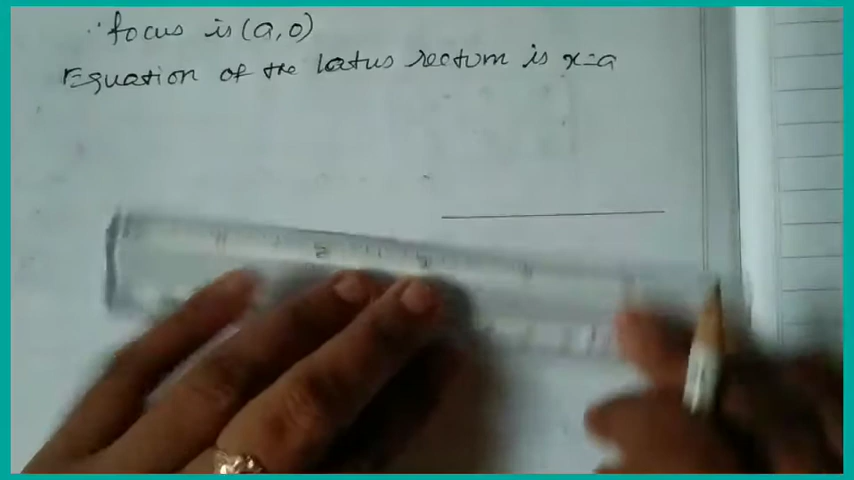 ∴ focus is (a,0)
Equation of the latus rectum is x=a